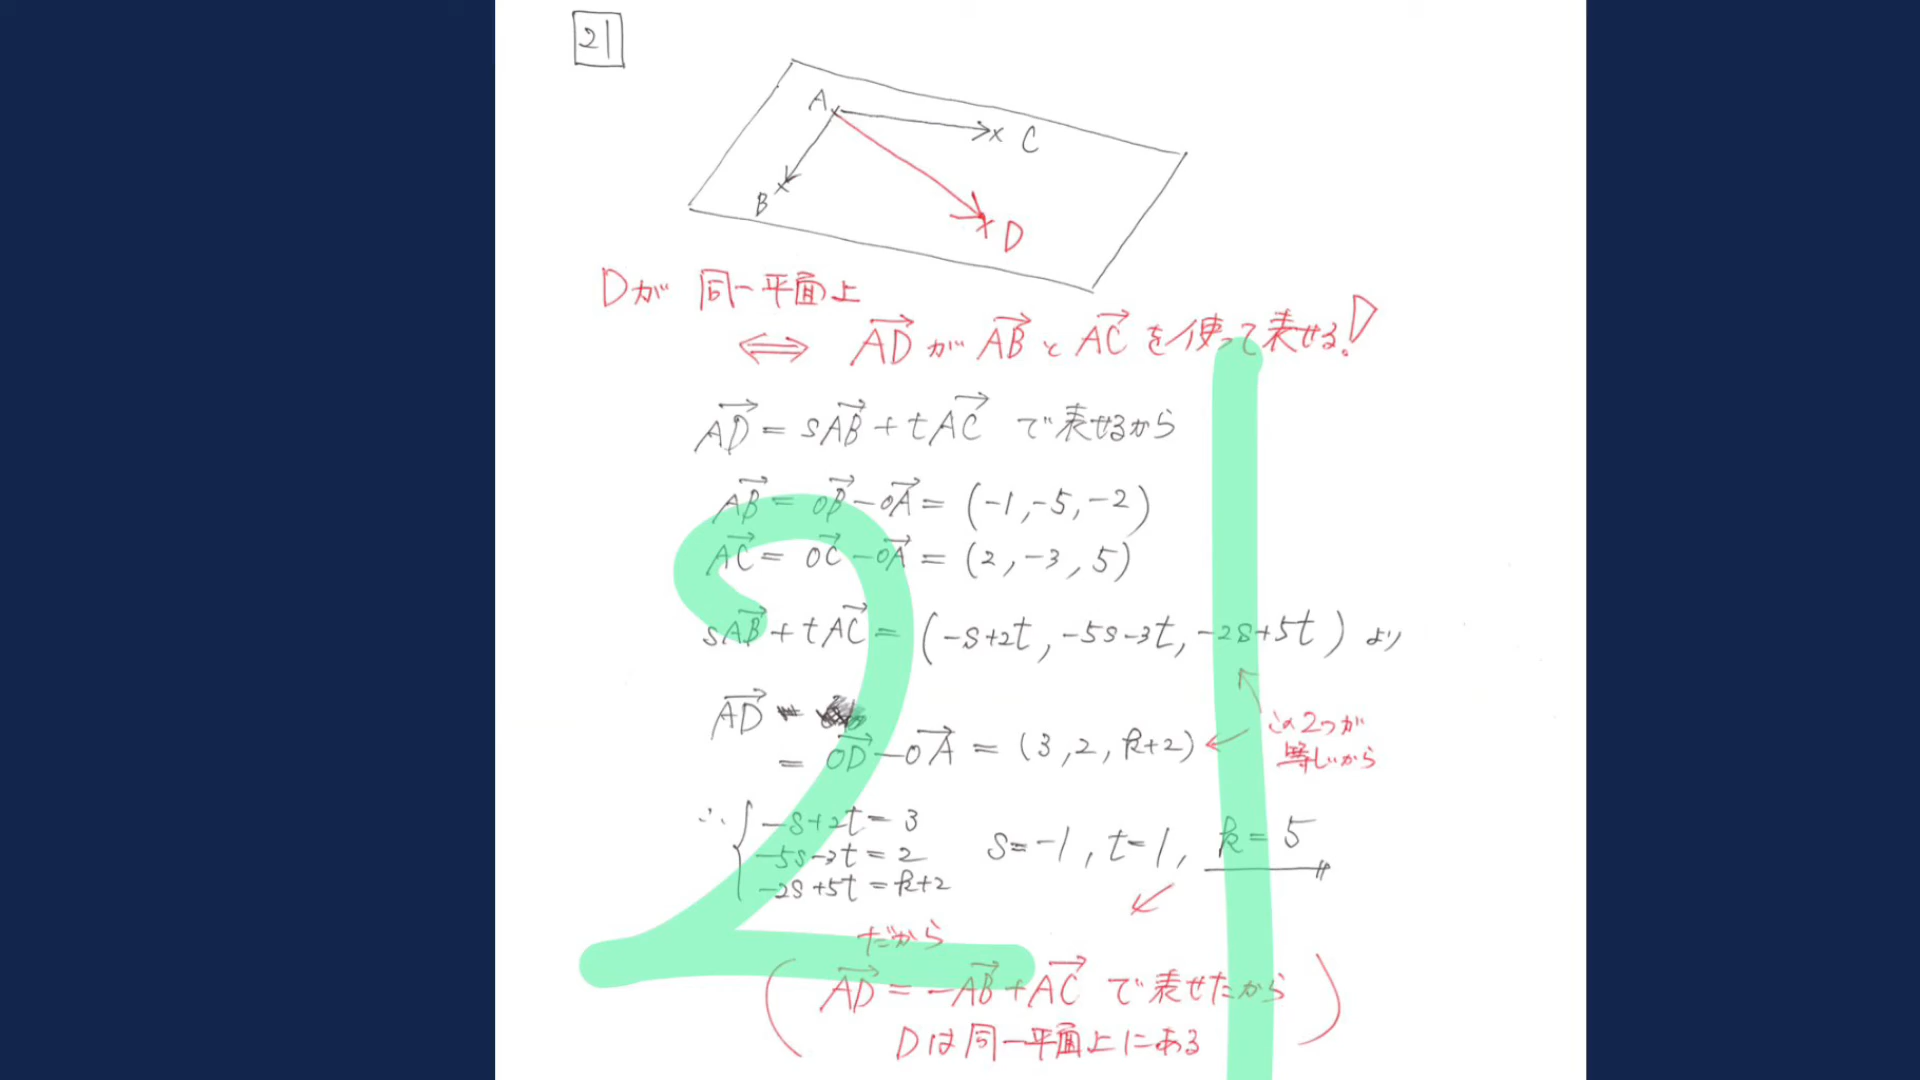 21
A
C
B
D
Dが 同一平面上
⇔ AD→ が AB→ と AC→ を使って表せる!
AD→ = sAB→ + tAC→ で表せるから
AB→ = OB→ - OA→ = (-1, -5, -2)
AC→ = OC→ - OA→ = (2, -3, 5)
sAB→ + tAC→ = (-s+2t, -5s-3t, -2s+5t) より
AD→
= OD→ - OA→ = (3, 2, k+2)
この2つが
等しいから
∴ { -s+2t = 3
-5s-3t = 2
-2s+5t = k+2
s=-1, t=1, k=5
だから
( AD→ = -AB→ + AC→ で表せたから
Dは同一平面上にある )
21